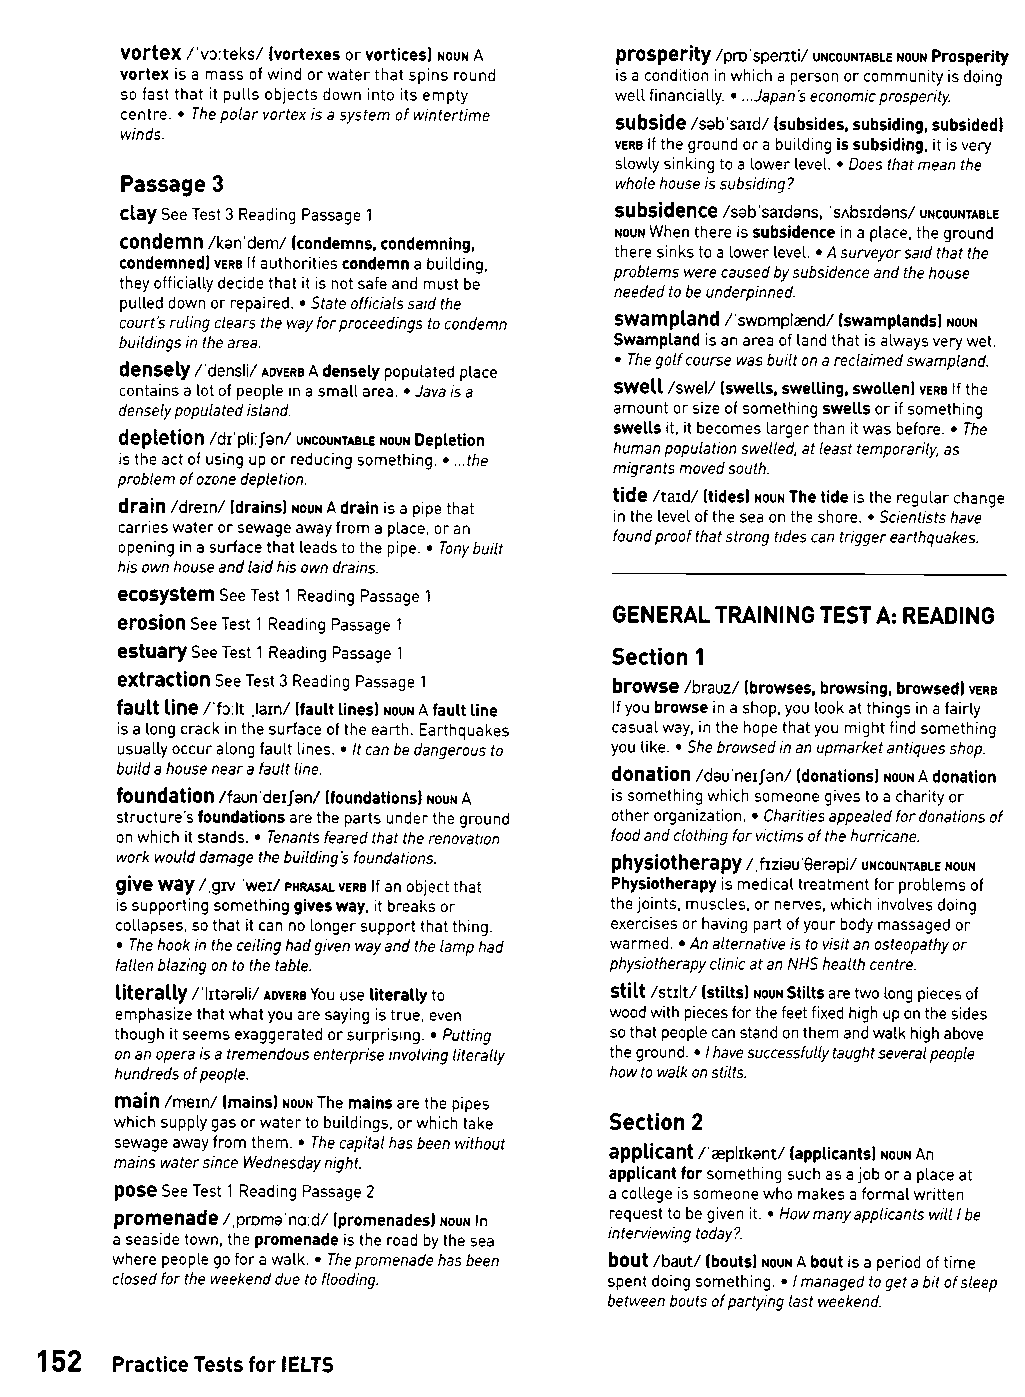 vortex /ˈvɔːteks/ (vortexes or vortices) NOUN A
vortex is a mass of wind or water that spins round
so fast that it pulls objects down into its empty
centre. • The polar vortex is a system of wintertime
winds.
Passage 3
clay See Test 3 Reading Passage 1
condemn /kənˈdem/ (condemns, condemning,
condemned) VERB If authorities condemn a building,
they officially decide that it is not safe and must be
pulled down or repaired. • State officials said the
court's ruling clears the way for proceedings to condemn
buildings in the area.
densely /ˈdensli/ ADVERB A densely populated place
contains a lot of people in a small area. • Java is a
densely populated island.
depletion /dɪˈpliːʃən/ UNCOUNTABLE NOUN Depletion
is the act of using up or reducing something. • ...the
problem of ozone depletion.
drain /dreɪn/ (drains) NOUN A drain is a pipe that
carries water or sewage away from a place, or an
opening in a surface that leads to the pipe. • Tony built
his own house and laid his own drains.
ecosystem See Test 1 Reading Passage 1
erosion See Test 1 Reading Passage 1
estuary See Test 1 Reading Passage 1
extraction See Test 3 Reading Passage 1
fault line /ˈfɔːlt ˌlaɪn/ (fault lines) NOUN A fault line
is a long crack in the surface of the earth. Earthquakes
usually occur along fault lines. • It can be dangerous to
build a house near a fault line.
foundation /faʊnˈdeɪʃən/ (foundations) NOUN A
structure's foundations are the parts under the ground
on which it stands. • Tenants feared that the renovation
work would damage the building's foundations.
give way /ˌɡɪv ˈweɪ/ PHRASAL VERB If an object that
is supporting something gives way, it breaks or
collapses, so that it can no longer support that thing.
• The hook in the ceiling had given way and the lamp had
fallen blazing on to the table.
literally /ˈlɪtərəli/ ADVERB You use literally to
emphasize that what you are saying is true, even
though it seems exaggerated or surprising. • Putting
on an opera is a tremendous enterprise involving literally
hundreds of people.
main /meɪn/ (mains) NOUN The mains are the pipes
which supply gas or water to buildings, or which take
sewage away from them. • The capital has been without
mains water since Wednesday night.
pose See Test 1 Reading Passage 2
promenade /ˌprɒməˈnɑːd/ (promenades) NOUN In
a seaside town, the promenade is the road by the sea
where people go for a walk. • The promenade has been
closed for the weekend due to flooding.
prosperity /prɒˈsperɪti/ UNCOUNTABLE NOUN Prosperity
is a condition in which a person or community is doing
well financially. • ...Japan's economic prosperity.
subside /səbˈsaɪd/ (subsides, subsiding, subsided)
VERB If the ground or a building is subsiding, it is very
slowly sinking to a lower level. • Does that mean the
whole house is subsiding?
subsidence /səbˈsaɪdəns, ˈsʌbsɪdəns/ UNCOUNTABLE
NOUN When there is subsidence in a place, the ground
there sinks to a lower level. • A surveyor said that the
problems were caused by subsidence and the house
needed to be underpinned.
swampland /ˈswɒmplænd/ (swamplands) NOUN
Swampland is an area of land that is always very wet.
• The golf course was built on a reclaimed swampland.
swell /swel/ (swells, swelling, swollen) VERB If the
amount or size of something swells or if something
swells it, it becomes larger than it was before. • The
human population swelled, at least temporarily, as
migrants moved south.
tide /taɪd/ (tides) NOUN The tide is the regular change
in the level of the sea on the shore. • Scientists have
found proof that strong tides can trigger earthquakes.
GENERAL TRAINING TEST A: READING
Section 1
browse /braʊz/ (browses, browsing, browsed) VERB
If you browse in a shop, you look at things in a fairly
casual way, in the hope that you might find something
you like. • She browsed in an upmarket antiques shop.
donation /dəʊˈneɪʃən/ (donations) NOUN A donation
is something which someone gives to a charity or
other organization. • Charities appealed for donations of
food and clothing for victims of the hurricane.
physiotherapy /ˌfɪziəʊˈθerəpi/ UNCOUNTABLE NOUN
Physiotherapy is medical treatment for problems of
the joints, muscles, or nerves, which involves doing
exercises or having part of your body massaged or
warmed. • An alternative is to visit an osteopathy or
physiotherapy clinic at an NHS health centre.
stilt /stɪlt/ (stilts) NOUN Stilts are two long pieces of
wood with pieces for the feet fixed high up on the sides
so that people can stand on them and walk high above
the ground. • I have successfully taught several people
how to walk on stilts.
Section 2
applicant /ˈæplɪkənt/ (applicants) NOUN An
applicant for something such as a job or a place at
a college is someone who makes a formal written
request to be given it. • How many applicants will I be
interviewing today?.
bout /baʊt/ (bouts) NOUN A bout is a period of time
spent doing something. • I managed to get a bit of sleep
between bouts of partying last weekend.
152 Practice Tests for IELTS